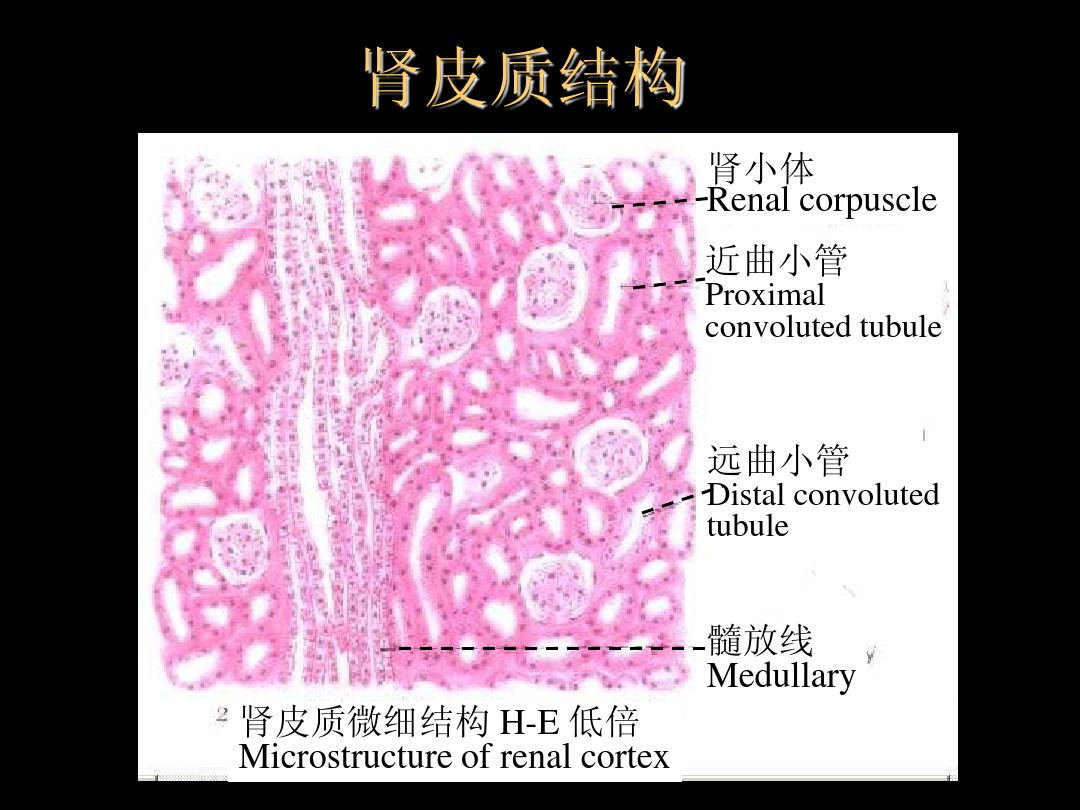 肾皮质结构
肾小体
Renal corpuscle
近曲小管
Proximal
convoluted tubule
远曲小管
Distal convoluted
tubule
髓放线
Medullary
2 肾皮质微细结构 H-E 低倍
Microstructure of renal cortex